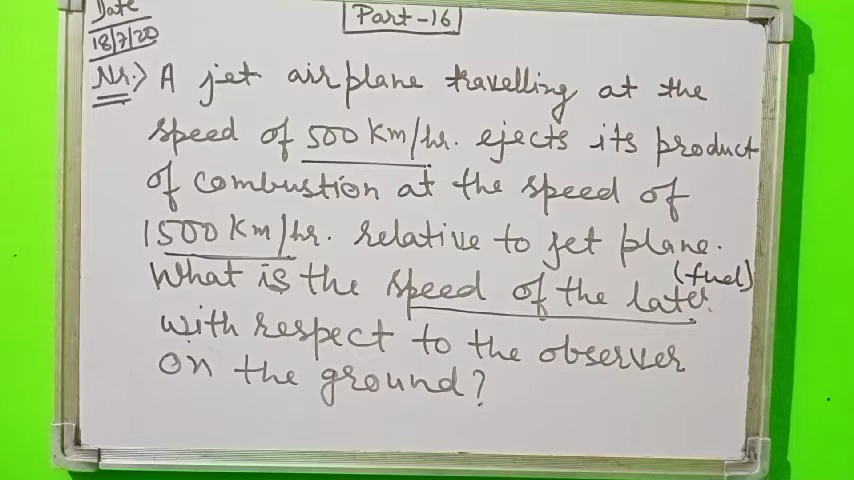 Date
18/7/20
Part-16
Nr.> A jet airplane travelling at the
speed of 500 Km/hr. ejects its product
of combustion at the speed of
1500 Km/hr. relative to jet plane.
What is the speed of the later. (fuel)
with respect to the observer
on the ground?